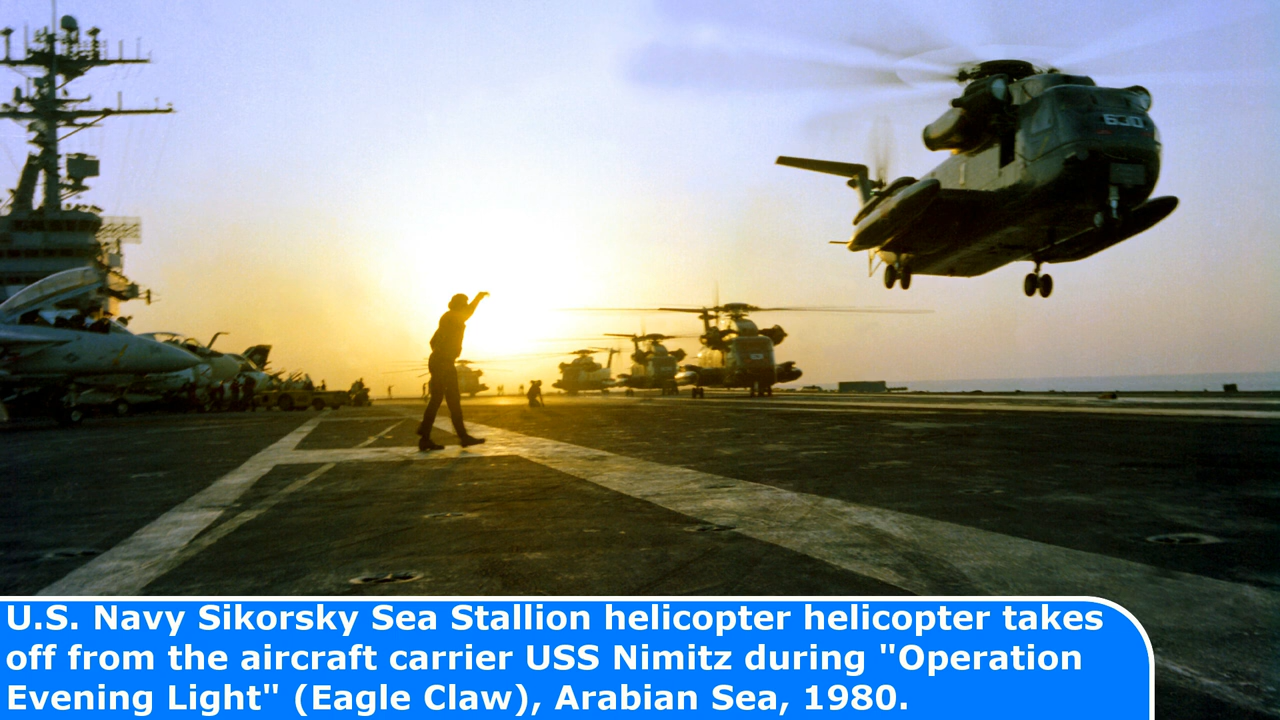 630
U.S. Navy Sikorsky Sea Stallion helicopter helicopter takes
off from the aircraft carrier USS Nimitz during "Operation
Evening Light" (Eagle Claw), Arabian Sea, 1980.